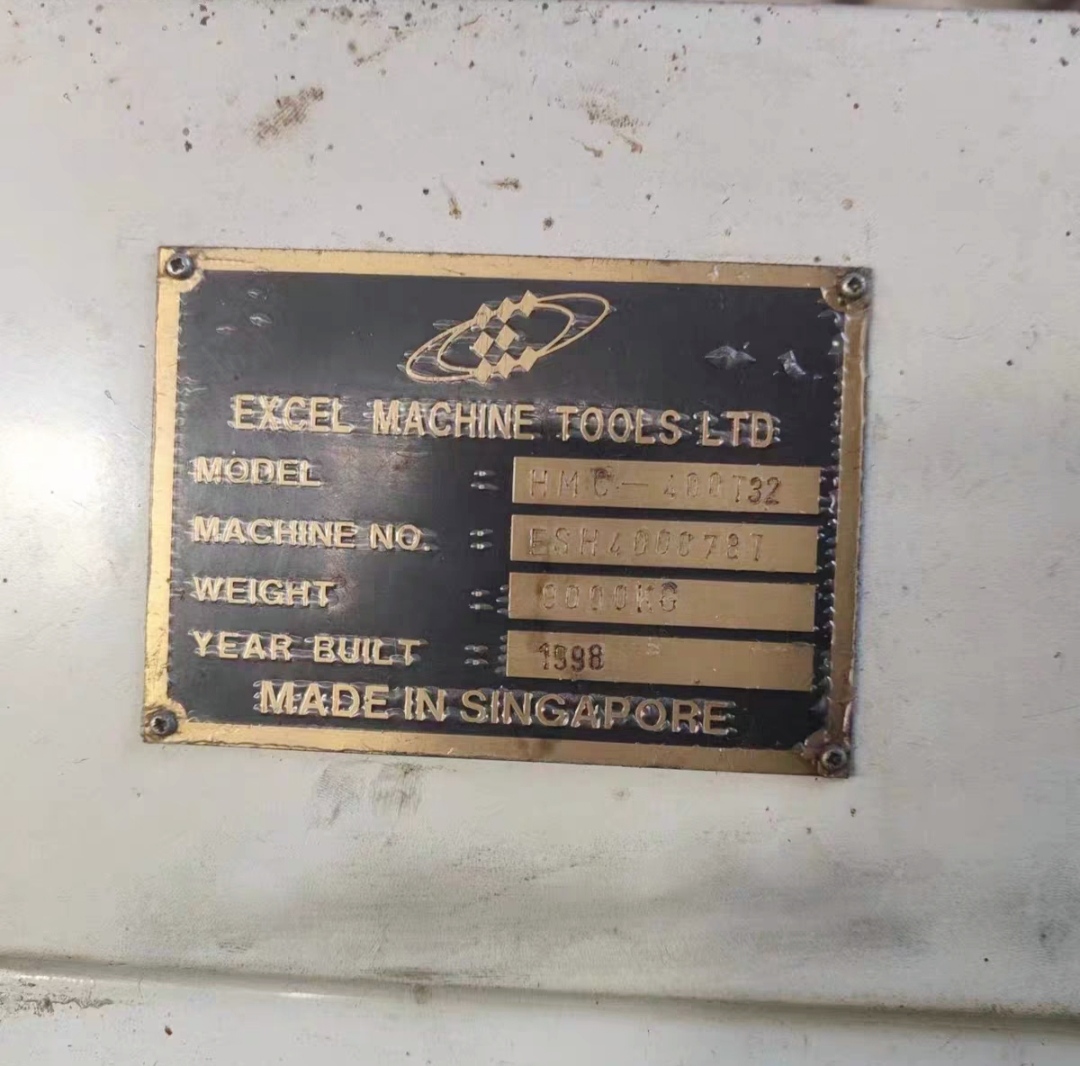 EXCEL MACHINE TOOLS LTD
MODEL : HMC-400T32
MACHINE NO. :
WEIGHT :
YEAR BUILT : 1998
MADE IN SINGAPORE